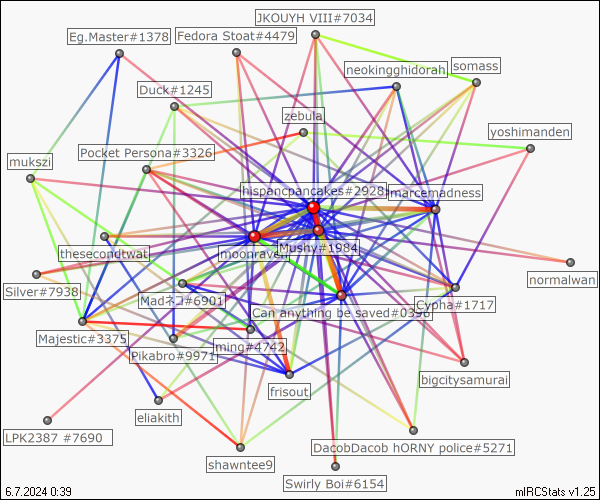 JKOUYH VIII#7034
Eg.Master#1378
Fedora Stoat#4479
neokingghidorah
somass
Duck#1245
zebula
yoshimanden
Pocket Persona#3326
mukszi
hispancpancakes#2928
marcemadness
thesecondtwat
moonraven
Mushy#1984
normalwan
Silver#7938
Madネコ#6901
Can anything be saved#0396
Cypha#1717
Majestic#3375
Pikabro#9971
ming#4742
bigcitysamurai
frisout
eliakith
LPK2387 #7690
DacobDacob hORNY police#5271
shawntee9
Swirly Boi#6154
6.7.2024 0:39
mIRCStats v1.25